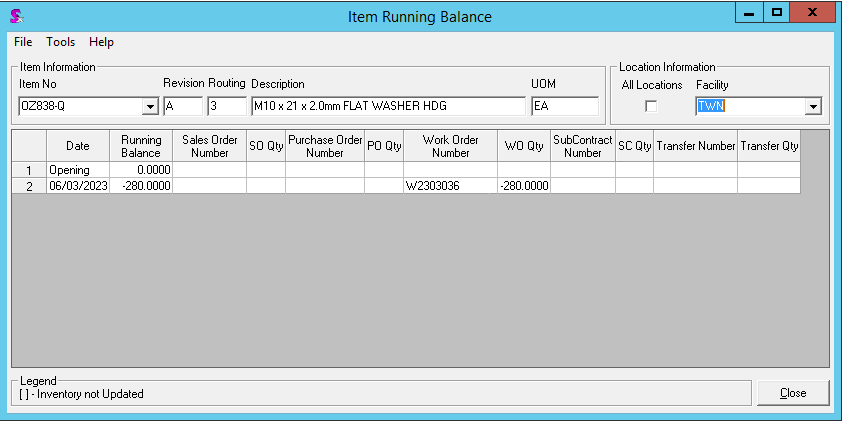 Item Running Balance
File Tools Help
Item Information
Location Information
Item No Revision Routing Description UOM
All Locations Facility
OZ838-Q A 3 M10 x 21 x 2.0mm FLAT WASHER HDG EA
TWN
Date Running Balance Sales Order Number SO Qty Purchase Order Number PO Qty Work Order Number WO Qty SubContract Number SC Qty Transfer Number Transfer Qty
1 Opening 0.0000
2 06/03/2023 -280.0000 W2303036 -280.0000
Legend
[ ] - Inventory not Updated
Close